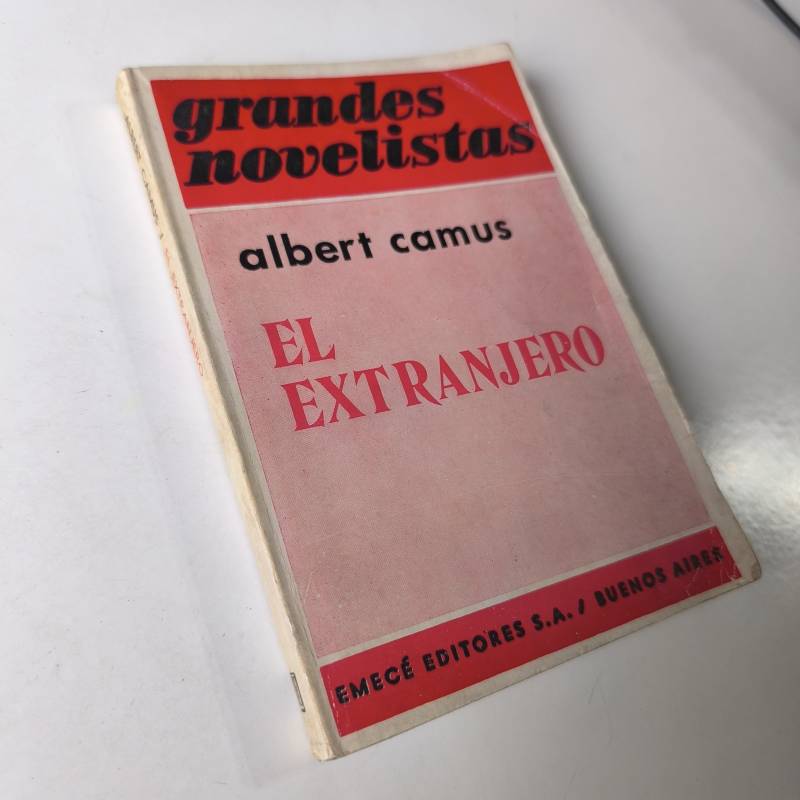 grandes
novelistas
albert camus
EL
EXTRANJERO
EMECÉ EDITORES S.A. / BUENOS AIRES